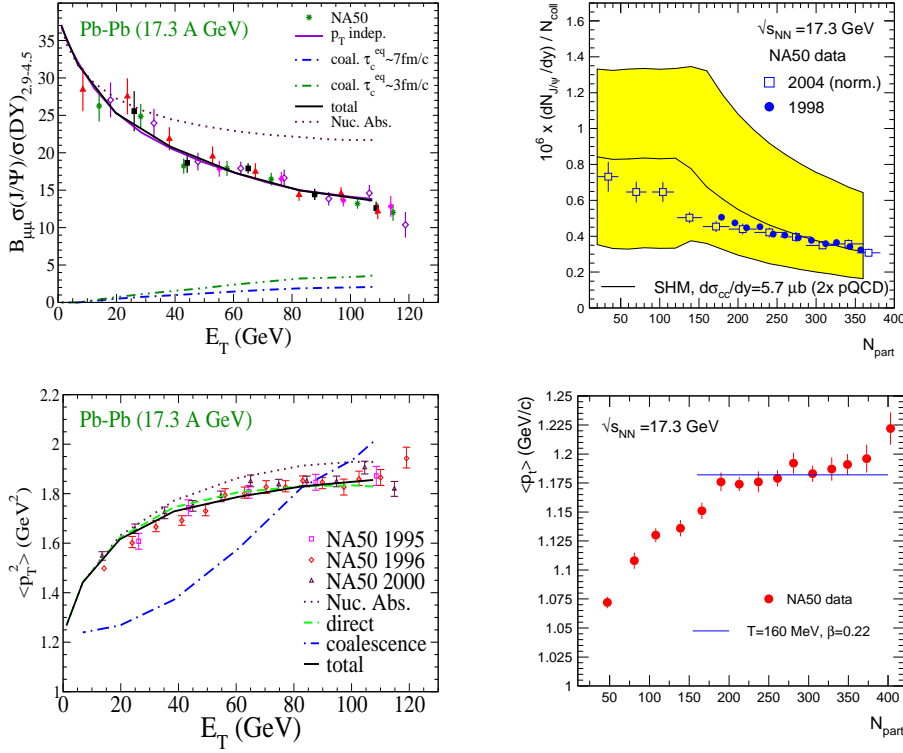 Pb-Pb (17.3 A GeV)
NA50
p_T indep.
coal. τ_c^eq~7fm/c
coal. τ_c^eq~3fm/c
total
Nuc. Abs.
B_μμσ(J/Ψ)/σ(DY)_2.9-4.5
40
35
30
25
20
15
10
5
0
0 20 40 60 80 100 120
E_T (GeV)
√s_NN =17.3 GeV
NA50 data
2004 (norm.)
1998
10^6 x (dN_J/ψ/dy) / N_coll
1.8
1.6
1.4
1.2
1
0.8
0.6
0.4
0.2
SHM, dσ_cc/dy=5.7 μb (2x pQCD)
50 100 150 200 250 300 350 400
N_part
Pb-Pb (17.3 A GeV)
<p_T^2> (GeV^2)
2.2
2
1.8
1.6
1.4
1.2
1
NA50 1995
NA50 1996
NA50 2000
Nuc. Abs.
direct
coalescence
total
0 20 40 60 80 100 120
E_T (GeV)
√s_NN =17.3 GeV
<p_t> (GeV/c)
1.25
1.225
1.2
1.175
1.15
1.125
1.1
1.075
1.05
1.025
1
NA50 data
T=160 MeV, β=0.22
0 50 100 150 200 250 300 350 400
N_part